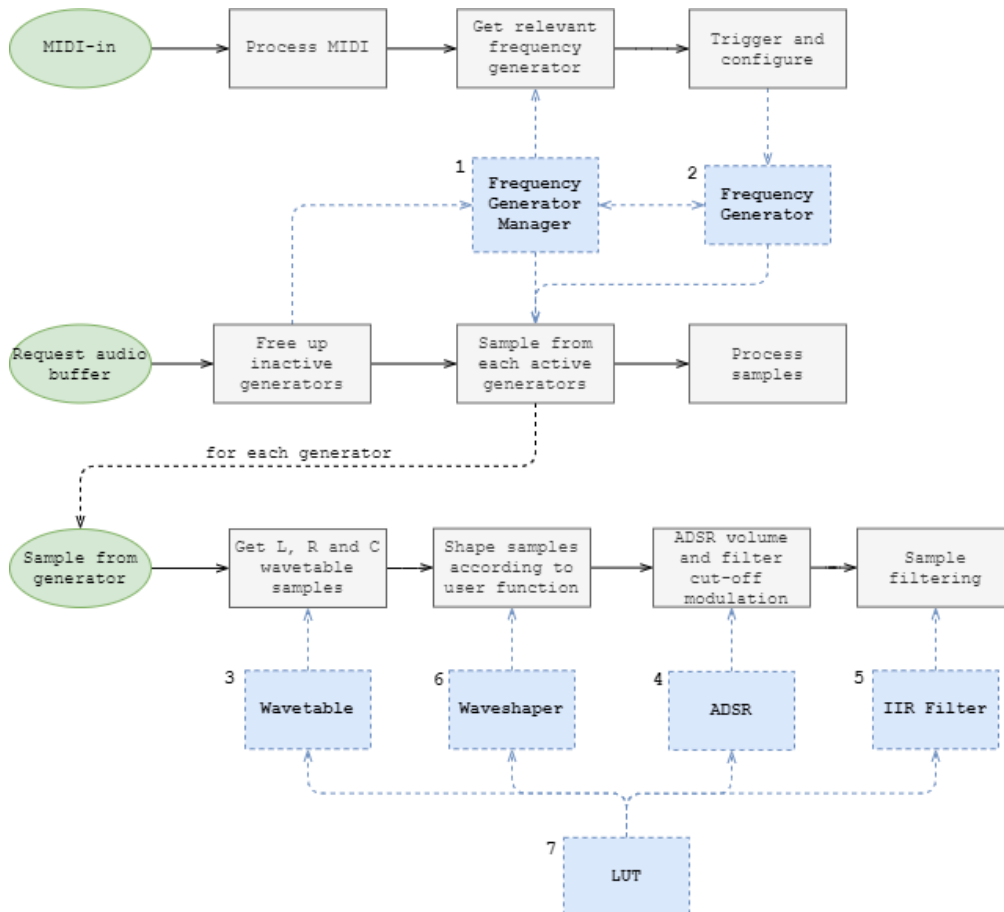 MIDI-in
Process MIDI
Get relevant
frequency
generator
Trigger and
configure
1
Frequency
Generator
Manager
2
Frequency
Generator
Request audio
buffer
Free up
inactive
generators
Sample from
each active
generators
Process
samples
for each generator
Sample from
generator
Get L, R and C
wavetable
samples
Shape samples
according to
user function
ADSR volume
and filter
cut-off
modulation
Sample
filtering
3
Wavetable
6
Waveshaper
4
ADSR
5
IIR Filter
7
LUT